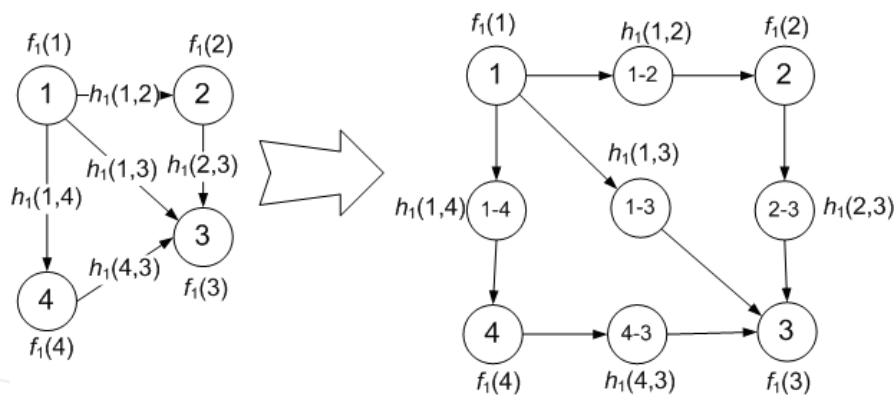 f₁(1) f₁(2)
1 h₁(1,2) 2
h₁(1,3) h₁(2,3)
h₁(1,4)
3
h₁(4,3)
f₁(3)
4
f₁(4)
f₁(1) h₁(1,2) f₁(2)
1 1-2 2
h₁(1,3)
h₁(1,4) 1-4 1-3 2-3 h₁(2,3)
4 4-3 3
f₁(4) h₁(4,3) f₁(3)